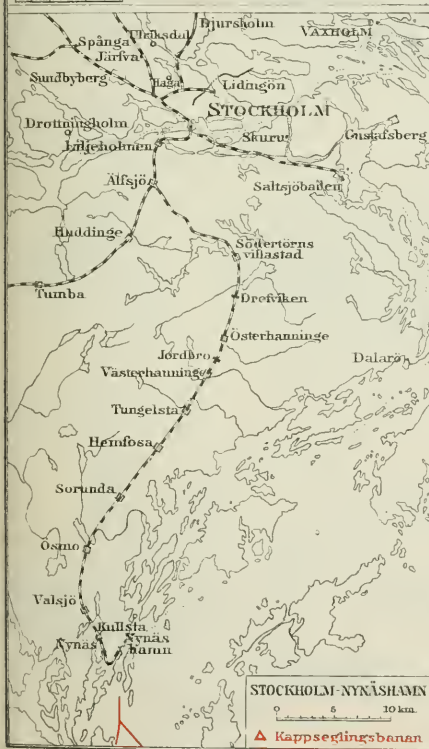 Djursholm
Ulriksdal
VAXHOLM
Spånga
Järfva
Sundbyberg
Haga
Lidingön
STOCKHOLM
Drottningholm
Gustafsberg
Liljeholmen
Skuru
Älfsjö
Saltsjöbaden
Huddinge
Södertörns
villastad
Tumba
Drefviken
Österhanninge
Jordbro
Dalarö
Västerhanninge
Tungelsta
Hemfosa
Sorunda
Ösmo
Valsjö
Kullsta
Nynäs
Nynäs
hamn
STOCKHOLM-NYNÄSHAMN
0 5 10 km.
Kappseglingsbanan